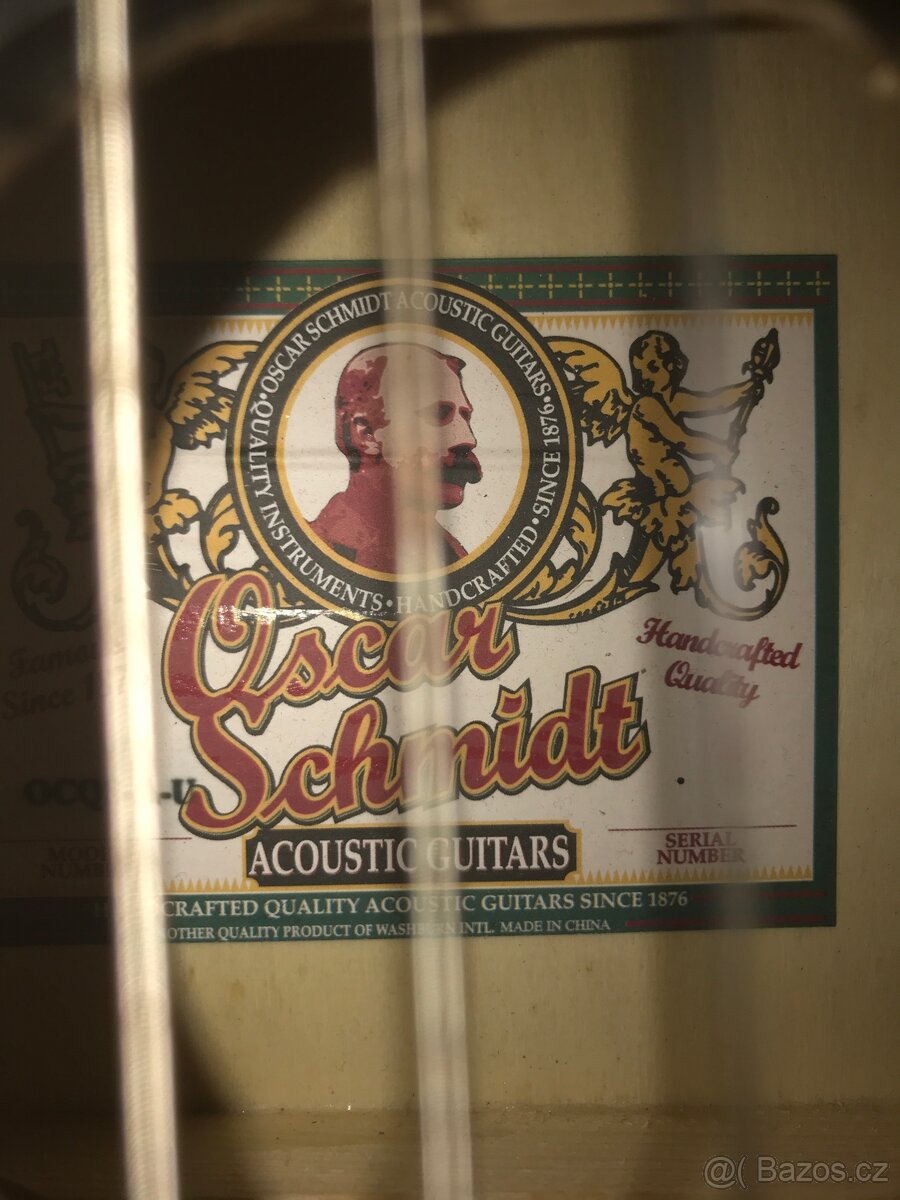 QUALITY INSTRUMENTS • OSCAR SCHMIDT ACOUSTIC GUITARS • SINCE 1876 • HANDCRAFTED •
Oscar
Schmidt
Handcrafted
Quality
Since
ACOUSTIC GUITARS
SERIAL
NUMBER
CRAFTED QUALITY ACOUSTIC GUITARS SINCE 1876
OTHER QUALITY PRODUCT OF WASHBURN INTL. MADE IN CHINA
@( Bazos.cz